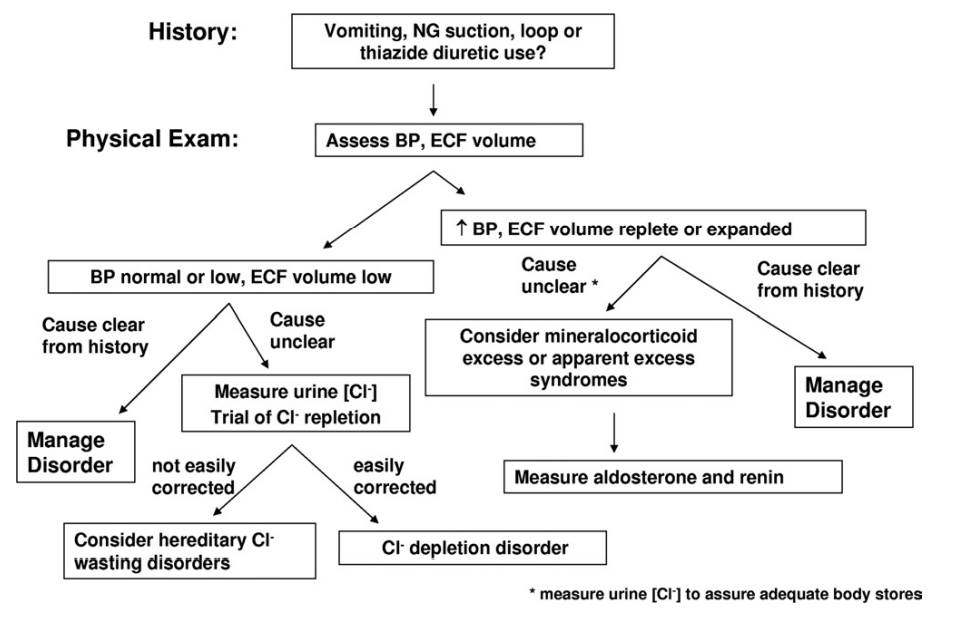 History:
Vomiting, NG suction, loop or
thiazide diuretic use?
Physical Exam:
Assess BP, ECF volume
↑ BP, ECF volume replete or expanded
BP normal or low, ECF volume low
Cause
unclear *
Cause clear
from history
Cause clear
from history
Cause
unclear
Consider mineralocorticoid
excess or apparent excess
syndromes
Manage
Disorder
Measure urine [Cl-]
Trial of Cl- repletion
Manage
Disorder
not easily
corrected
easily
corrected
Measure aldosterone and renin
Consider hereditary Cl-
wasting disorders
Cl- depletion disorder
* measure urine [Cl-] to assure adequate body stores